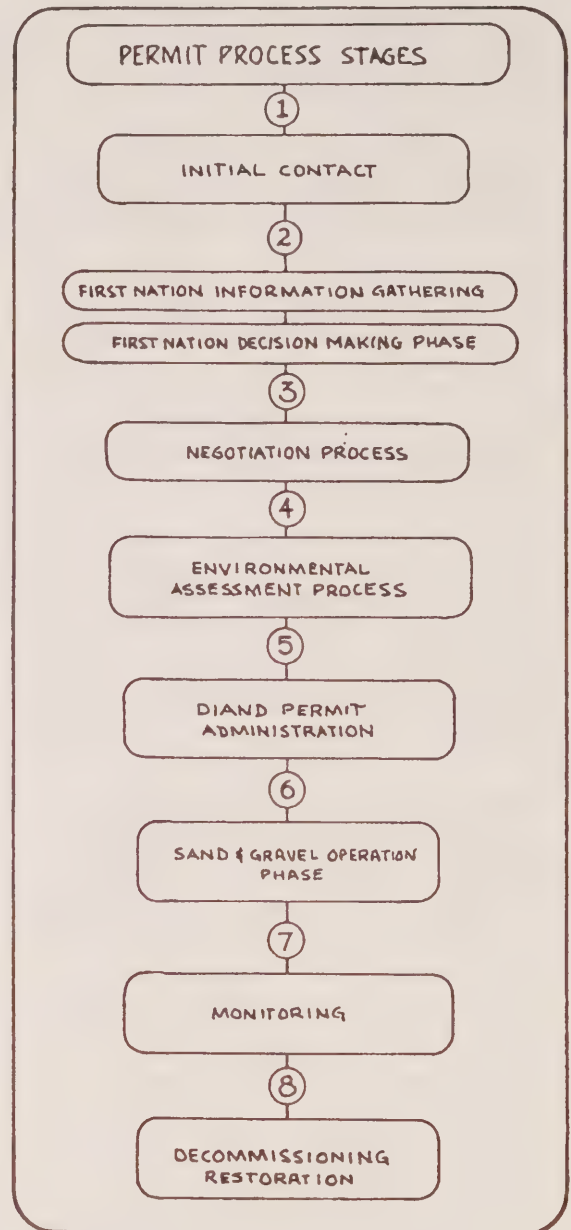 PERMIT PROCESS STAGES
1
INITIAL CONTACT
2
FIRST NATION INFORMATION GATHERING
FIRST NATION DECISION MAKING PHASE
3
NEGOTIATION PROCESS
4
ENVIRONMENTAL
ASSESSMENT PROCESS
5
DIAND PERMIT
ADMINISTRATION
6
SAND & GRAVEL OPERATION
PHASE
7
MONITORING
8
DECOMMISSIONING
RESTORATION